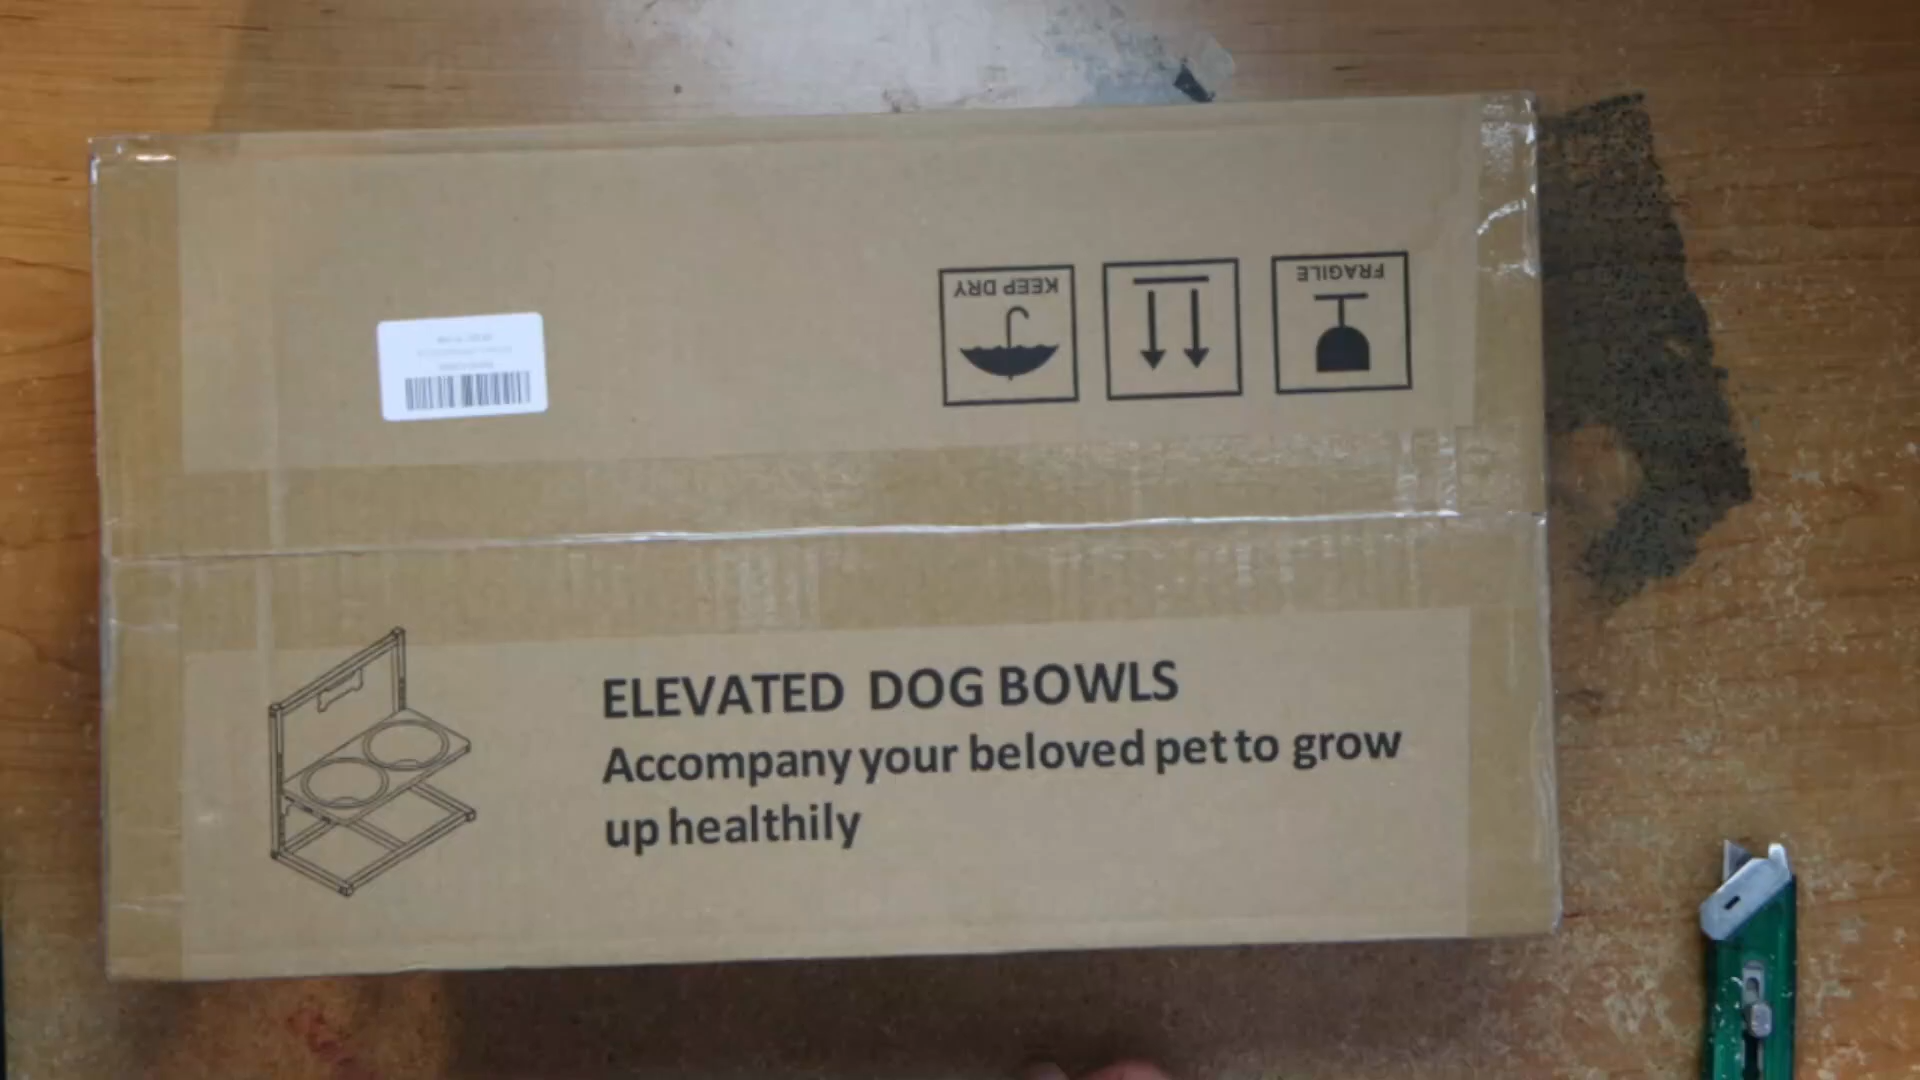 KEEP DRY
FRAGILE
ELEVATED DOG BOWLS
Accompany your beloved pet to grow
up healthily